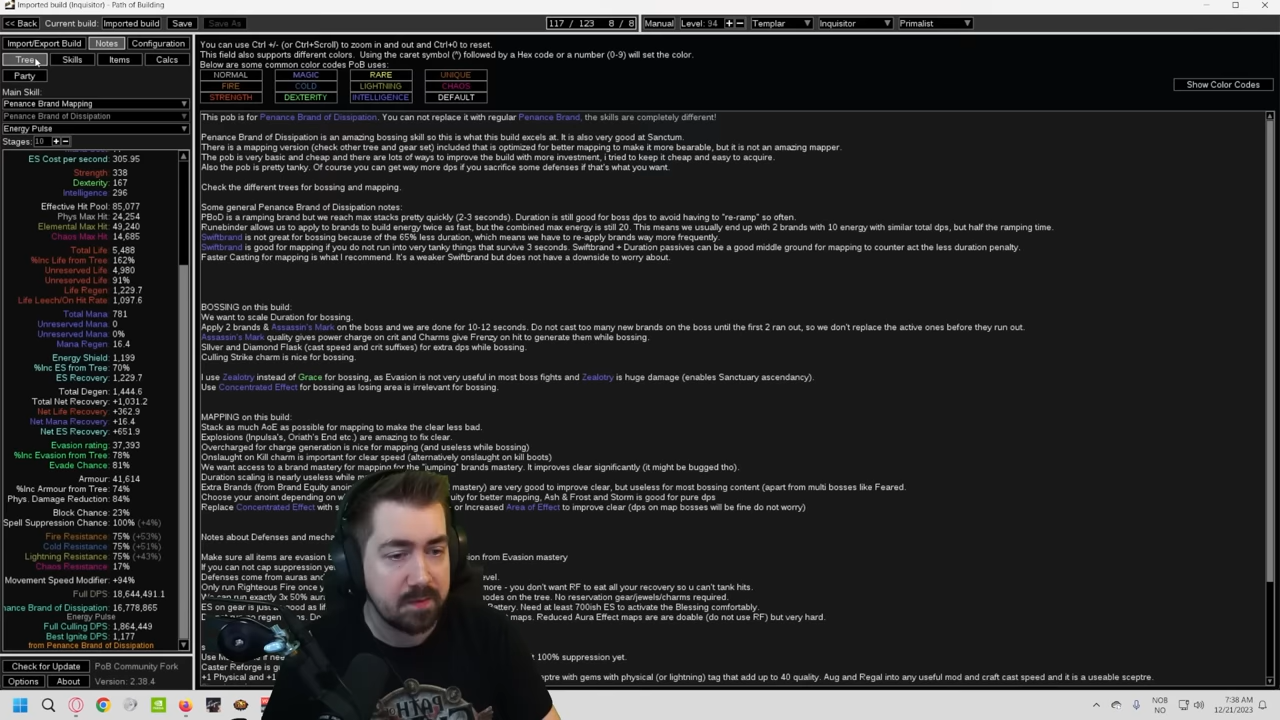 Imported build (Inquisitor) - Path of Building
<< Back Current build: Imported build Save Save As 117 / 123 8 / 8 Manual Level: 94 Templar Inquisitor Primalist
Import/Export Build Notes Configuration
Tree Skills Items Calcs
Party
Main Skill:
Penance Brand Mapping
Penance Brand of Dissipation
Energy Pulse
Stages: 10
ES Cost per second: 305.95
Strength: 338
Dexterity: 167
Intelligence: 296
Effective Hit Pool: 85,077
Phys Max Hit: 24,254
Elemental Max Hit: 49,240
Chaos Max Hit: 14,685
Total Life: 5,488
%Inc Life from Tree: 162%
Unreserved Life: 4,980
Unreserved Life: 91%
Life Regen: 1,229.7
Life Leech/On Hit Rate: 1,097.6
Total Mana: 781
Unreserved Mana: 0
Unreserved Mana: 0%
Mana Regen: 16.4
Energy Shield: 1,199
%Inc ES from Tree: 70%
ES Recovery: 1,229.7
Total Degen: 1,444.6
Total Net Recovery: +1,031.2
Net Life Recovery: +362.9
Net Mana Recovery: +16.4
Net ES Recovery: +651.9
Evasion rating: 37,393
%Inc Evasion from Tree: 78%
Evade Chance: 81%
Armour: 41,614
%Inc Armour from Tree: 74%
Phys. Damage Reduction: 84%
Block Chance: 23%
Spell Suppression Chance: 100% (+4%)
Fire Resistance: 75% (+53%)
Cold Resistance: 75% (+51%)
Lightning Resistance: 75% (+43%)
Chaos Resistance: 17%
Movement Speed Modifier: +94%
Full DPS: 18,644,491.1
nance Brand of Dissipation: 16,778,865
Energy Pulse
Full Culling DPS: 1,864,449
Best Ignite DPS: 1,177
from Penance Brand of Dissipation
Check for Update PoB Community Fork
Options About Version: 2.38.4
You can use Ctrl +/- (or Ctrl+Scroll) to zoom in and out and Ctrl+0 to reset.
This field also supports different colors. Using the caret symbol (^) followed by a Hex code or a number (0-9) will set the color.
Below are some common color codes PoB uses:
NORMAL MAGIC RARE UNIQUE
FIRE COLD LIGHTNING CHAOS
STRENGTH DEXTERITY INTELLIGENCE DEFAULT
Show Color Codes
This pob is for Penance Brand of Dissipation. You can not replace it with regular Penance Brand, the skills are completely different!
Penance Brand of Dissipation is an amazing bossing skill so this is what this build excels at. It is also very good at Sanctum.
There is a mapping version (check other tree and gear set) included that is optimized for better mapping to make it more bearable, but it is not an amazing mapper.
The pob is very basic and cheap and there are lots of ways to improve the build with more investment, i tried to keep it cheap and easy to acquire.
Also the pob is pretty tanky. Of course you can get way more dps if you sacrifice some defenses if that's what you want.
Check the different trees for bossing and mapping.
Some general Penance Brand of Dissipation notes:
PBoD is a ramping brand but we reach max stacks pretty quickly (2-3 seconds). Duration is still good for boss dps to avoid having to "re-ramp" so often.
Runebinder allows us to apply to brands to build energy twice as fast, but the combined max energy is still 20. This means we usually end up with 2 brands with 10 energy with similar total dps, but half the ramping time.
Swiftbrand is not great for bossing because of the 65% less duration, which means we have to re-apply brands way more frequently.
Swiftbrand is good for mapping if you do not run into very tanky things that survive 3 seconds. Swiftbrand + Duration passives can be a good middle ground for mapping to counter act the less duration penalty.
Faster Casting for mapping is what I recommend. It's a weaker Swiftbrand but does not have a downside to worry about.
BOSSING on this build:
We want to scale Duration for bossing.
Apply 2 brands & Assassin's Mark on the boss and we are done for 10-12 seconds. Do not cast too many new brands on the boss until the first 2 ran out, so we don't replace the active ones before they run out.
Assassin's Mark quality gives power charge on crit and Charms give Frenzy on hit to generate them while bossing.
SIlver and Diamond Flask (cast speed and crit suffixes) for extra dps while bossing.
Culling Strike charm is nice for bossing.
I use Zealotry instead of Grace for bossing, as Evasion is not very useful in most boss fights and Zealotry is huge damage (enables Sanctuary ascendancy).
Use Concentrated Effect for bossing as losing area is irrelevant for bossing.
MAPPING on this build:
Stack as much AoE as possible for mapping to make the clear less bad.
Explosions (Inpulsa's, Oriath's End etc.) are amazing to fix clear.
Overcharged for charge generation is nice for mapping (and useless while bossing)
Onslaught on Kill charm is important for clear speed (alternatively onslaught on kill boots)
We want access to a brand mastery for mapping for the "jumping" brands mastery. It improves clear significantly (it might be bugged tho).
Duration scaling is nearly useless while m
Extra Brands (from Brand Equity anoin mastery) are very good to improve clear, but useless for most bossing content (apart from multi bosses like Feared.
Choose your anoint depending on w uity for better mapping, Ash & Frost and Storm is good for pure dps
Replace Concentrated Effect with s or Increased Area of Effect to improve clear (dps on map bosses will be fine do not worry)
Notes about Defenses and mecha
Make sure all items are evasion b ion from Evasion mastery
If you can not cap suppression ye
Defenses come from auras and level.
Only run Righteous Fire once y more - you don't want RF to eat all your recovery so u can't tank hits.
We can run exactly 3x 50% aur nodes on the tree. No reservation gear/jewels/charms required.
ES on gear is just as good as lif Battery. Need at least 700ish ES to activate the Blessing comfortably.
regen maps. Reduced Aura Effect maps are are doable (do not use RF) but very hard.
s
Use M if nee t 100% suppression yet.
Caster Reforge is g
+1 Physical and +1 ptre with gems with physical (or lightning) tag that add up to 40 quality. Aug and Regal into any useful mod and craft cast speed and it is a useable sceptre.
NOB
NO
7:38 AM
12/21/2023